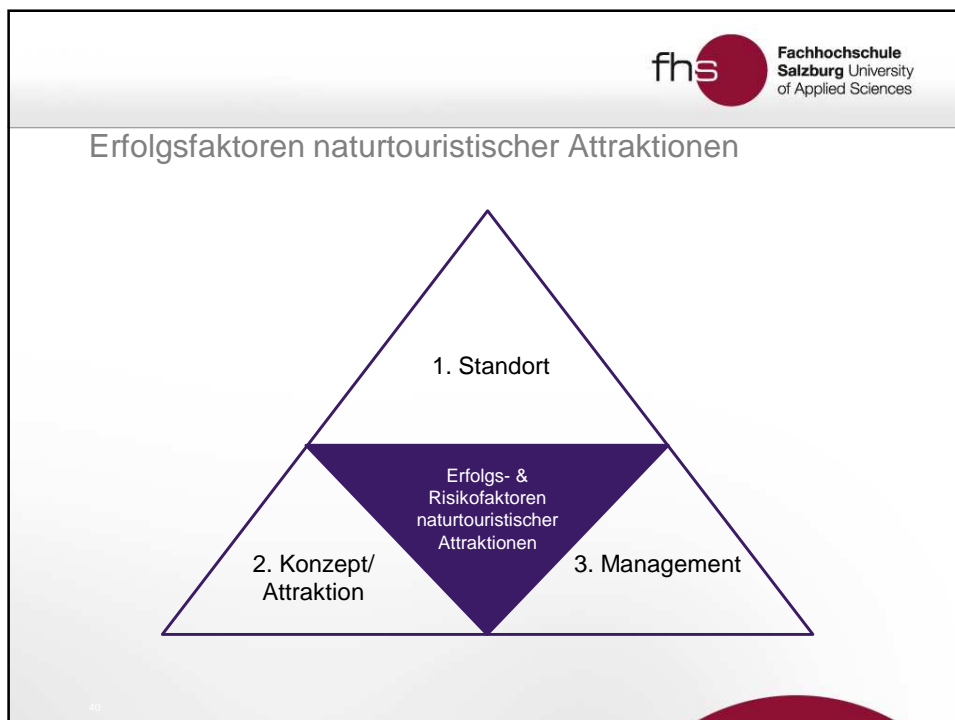 fhs
Fachhochschule
Salzburg University
of Applied Sciences
Erfolgsfaktoren naturtouristischer Attraktionen
1. Standort
Erfolgs- &
Risikofaktoren
naturtouristischer
Attraktionen
2. Konzept/
Attraktion
3. Management
40